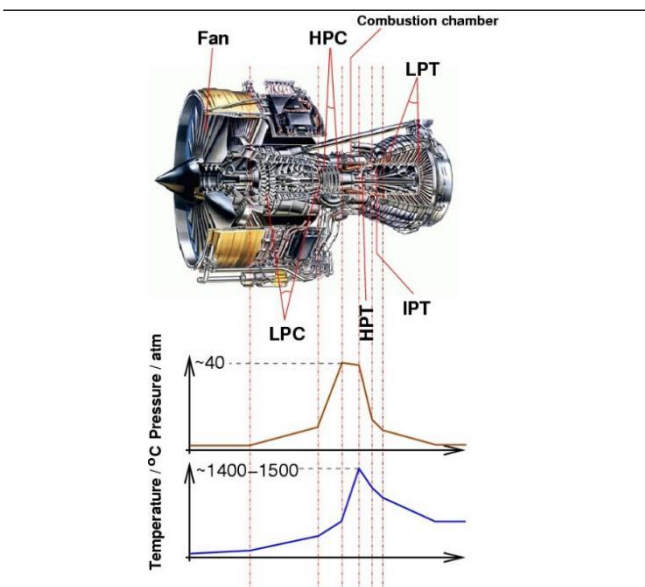 Combustion chamber
Fan
HPC
LPT
LPC
HPT
IPT
Temperature / °C Pressure / atm
~40
~1400–1500